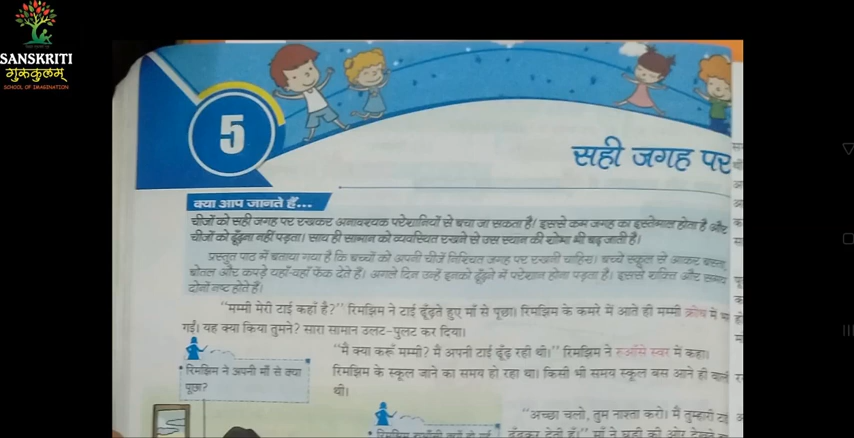 SANSKRITI
गुरुकुलम्
SCHOOL OF IMAGINATION
5
सही जगह पर
क्या आप जानते हैं...
चीजों को सही जगह पर रखकर अनावश्यक परेशानियों से बचा जा सकता है। इससे कम जगह का इस्तेमाल होता है और
चीजों को ढूँढ़ना नहीं पड़ता। साथ ही सामान को व्यवस्थित रखने से उस स्थान की शोभा भी बढ़ जाती है।
प्रस्तुत पाठ में बताया गया है कि बच्चों को अपनी चीजें निश्चित जगह पर रखनी चाहिए। बच्चे स्कूल से आकर बस्ता,
बोतल और कपड़े यहाँ-वहाँ फेंक देते हैं। अगले दिन उन्हें इनको ढूँढ़ने में परेशान होना पड़ता है। इससे शक्ति और समय
दोनों नष्ट होते हैं।
“मम्मी मेरी टाई कहाँ है?” रिमझिम ने टाई ढूँढ़ते हुए माँ से पूछा। रिमझिम के कमरे में आते ही मम्मी क्रोध में
गईं। यह क्या किया तुमने? सारा सामान उलट-पुलट कर दिया।
“मैं क्या करूँ मम्मी? मैं अपनी टाई ढूँढ़ रही थी।” रिमझिम ने रुआँसे स्वर में कहा।
रिमझिम के स्कूल जाने का समय हो रहा था। किसी भी समय स्कूल बस आने ही वाली
थी।
रिमझिम ने अपनी माँ से क्या
पूछा?
“अच्छा चलो, तुम नाश्ता करो। मैं तुम्हारी
ढूँढ़कर देती हूँ।” माँ ने घड़ी की ओर देखते